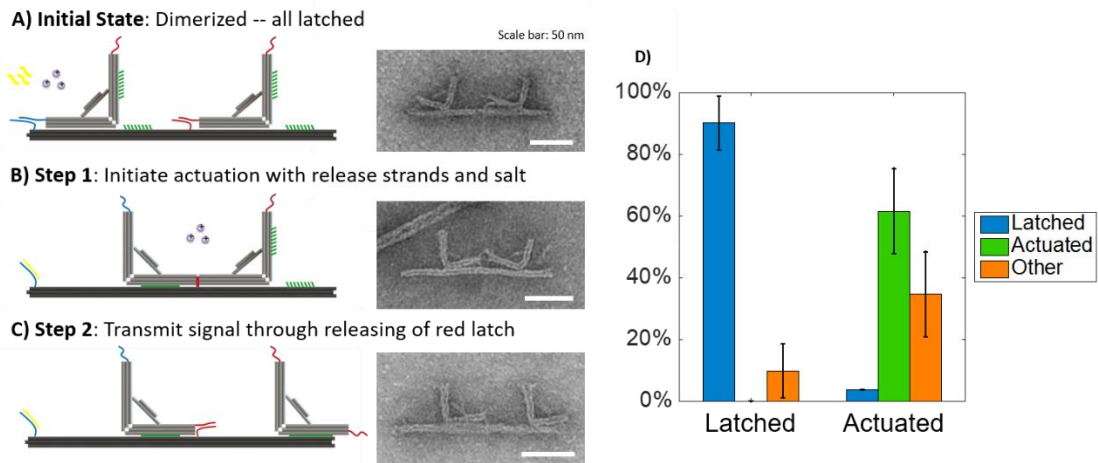 A) Initial State: Dimerized -- all latched
Scale bar: 50 nm
B) Step 1: Initiate actuation with release strands and salt
C) Step 2: Transmit signal through releasing of red latch
D)
100%
80%
60%
40%
20%
0%
Latched
Actuated
Latched
Actuated
Other